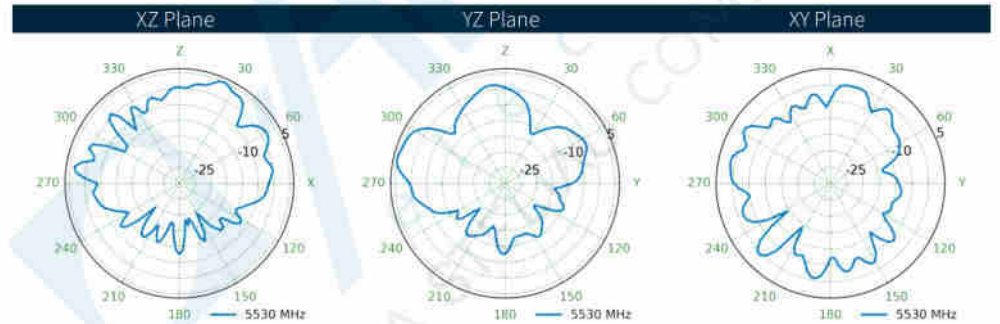 XZ Plane YZ Plane XY Plane
Z Z X
330 30 330 30 330 30
300 60 300 60 300 60
5 5 5
-10 -10 -10
-25 -25 -25
270 X 270 Y 270 Y
240 120 240 120 240 120
210 150 210 150 210 150
180 5530 MHz 180 5530 MHz 180 5530 MHz